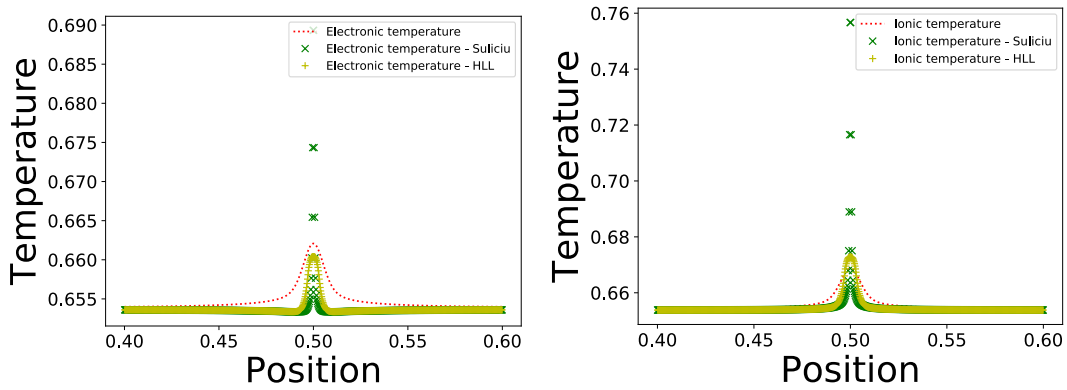 0.690
0.685
0.680
0.675
0.670
0.665
0.660
0.655
Temperature
0.40
0.45
0.50
0.55
0.60
Position
Electronic temperature
Electronic temperature - Suliciu
Electronic temperature - HLL
0.76
0.74
0.72
0.70
0.68
0.66
Temperature
0.40
0.45
0.50
0.55
0.60
Position
Ionic temperature
Ionic temperature - Suliciu
Ionic temperature - HLL